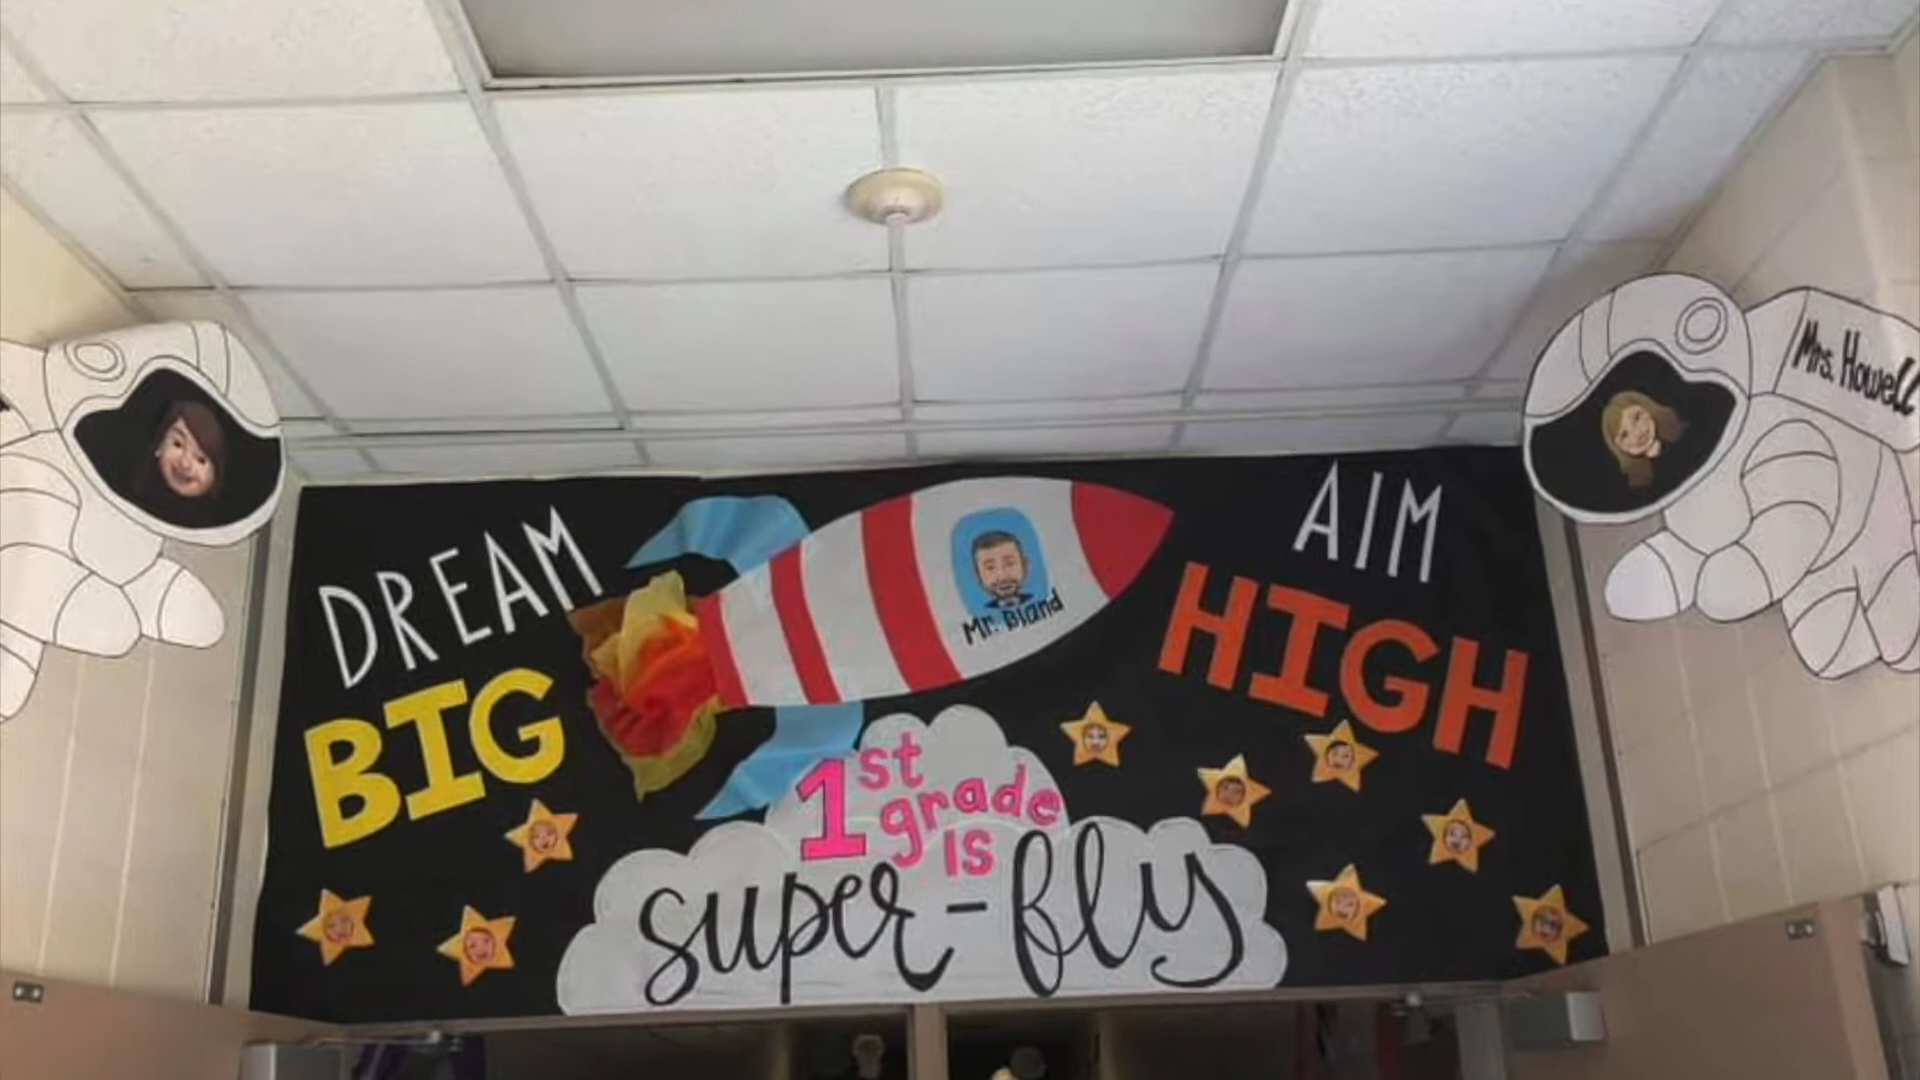 DREAM
BIG
Mr. Bland
AIM
HIGH
1st
grade
IS
super-fly
Mrs. Howell